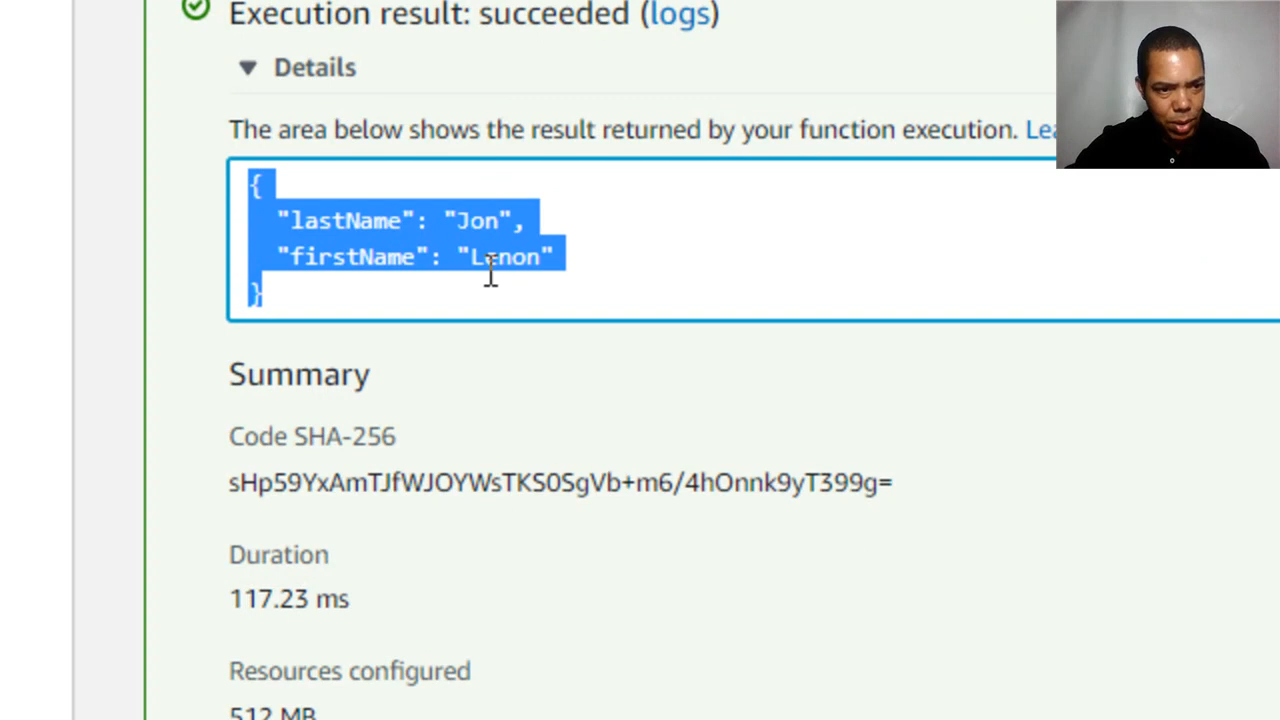 Execution result: succeeded (logs)
Details
The area below shows the result returned by your function execution.
{
"lastName": "Jon",
"firstName": "Lenon"
}
Summary
Code SHA-256
sHp59YxAmTJfWJOYWsTKS0SgVb+m6/4hOnnk9yT399g=
Duration
117.23 ms
Resources configured
512 MB